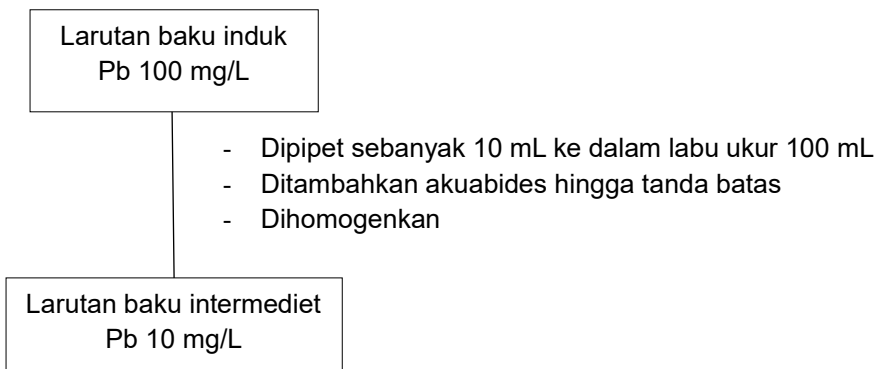 Larutan baku induk
Pb 100 mg/L
- Dipipet sebanyak 10 mL ke dalam labu ukur 100 mL
- Ditambahkan akuabides hingga tanda batas
- Dihomogenkan
Larutan baku intermediet
Pb 10 mg/L